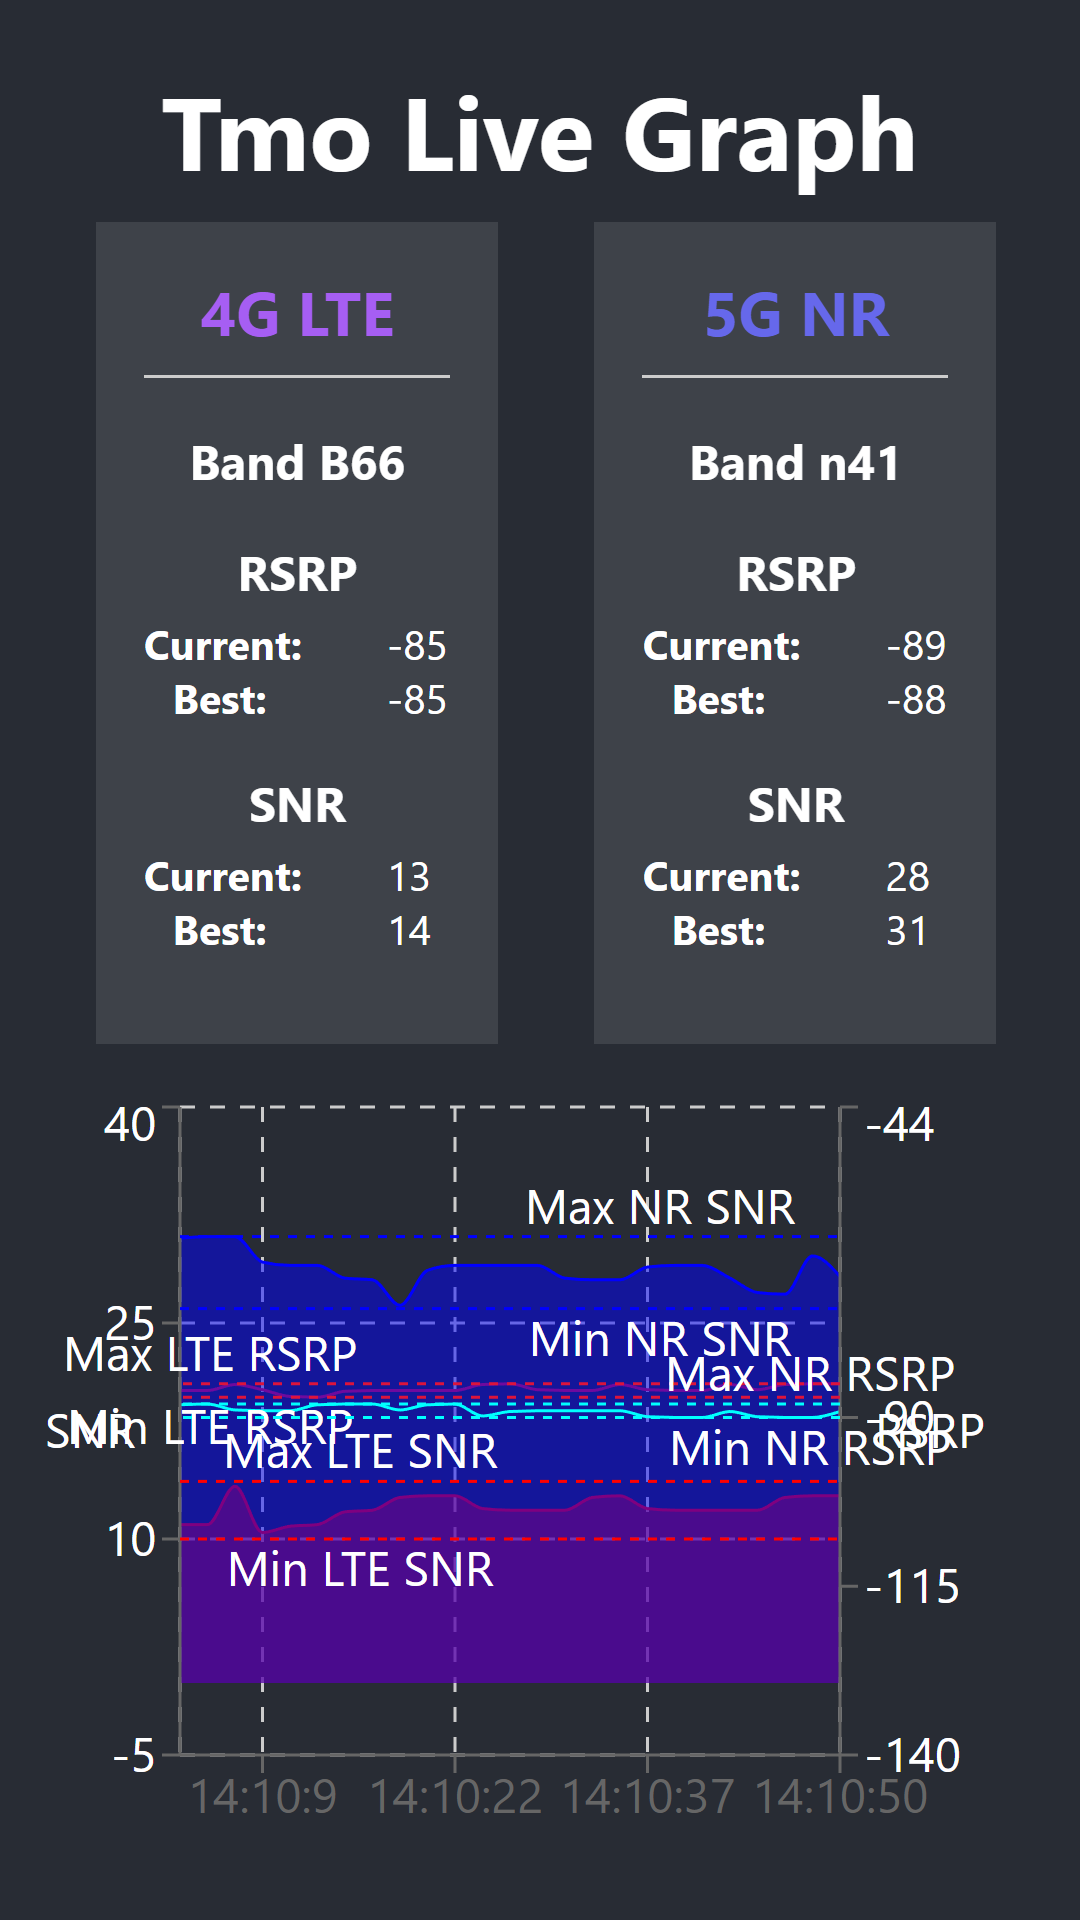 Tmo Live Graph
4G LTE
Band B66
RSRP
Current: -85
Best: -85
SNR
Current: 13
Best: 14
5G NR
Band n41
RSRP
Current: -89
Best: -88
SNR
Current: 28
Best: 31
40
-44
Max NR SNR
25
Min NR SNR
Max LTE RSRP
Max NR RSRP
-90
SNR
Min LTE RSRP
RSRP
Max LTE SNR
Min NR RSRP
10
Min LTE SNR
-115
-5
-140
14:10:9 14:10:22 14:10:37 14:10:50